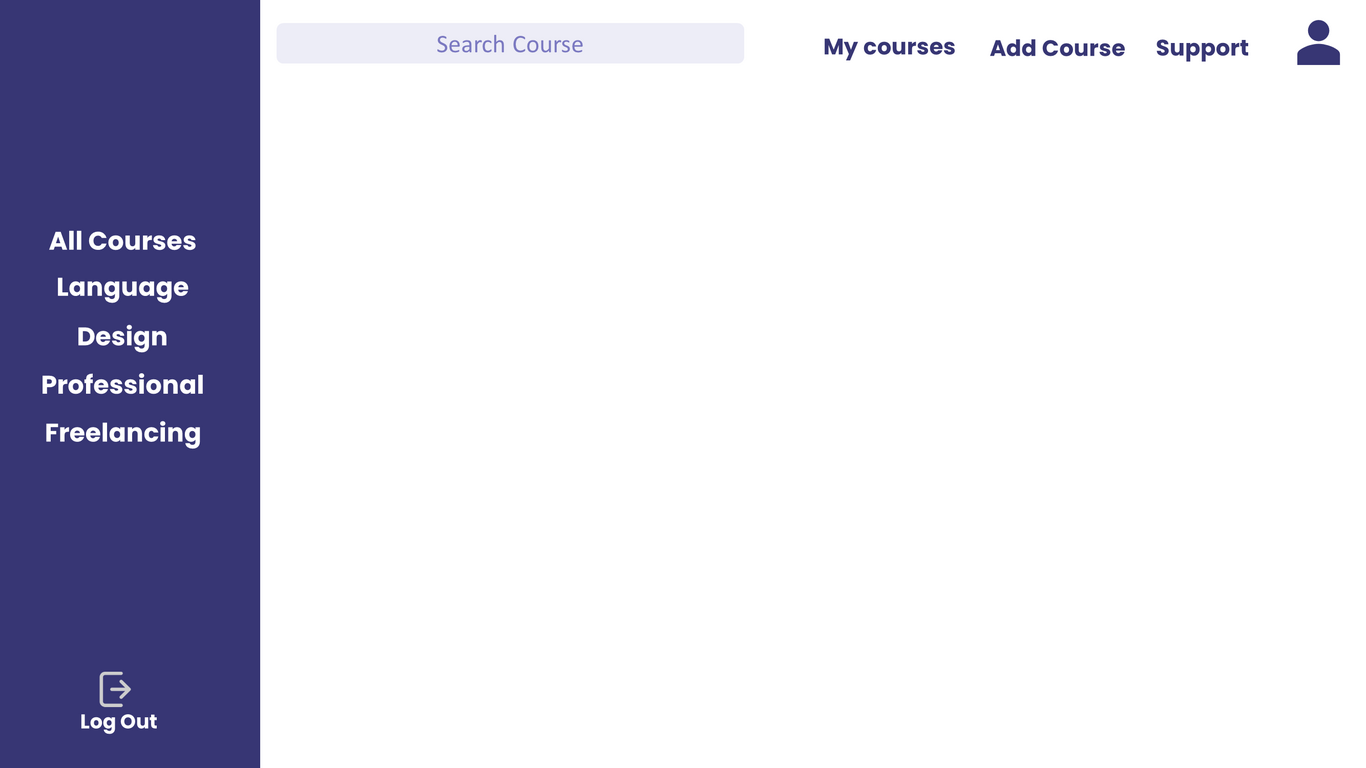 Search Course
My courses
Add Course
Support
All Courses
Language
Design
Professional
Freelancing
Log Out